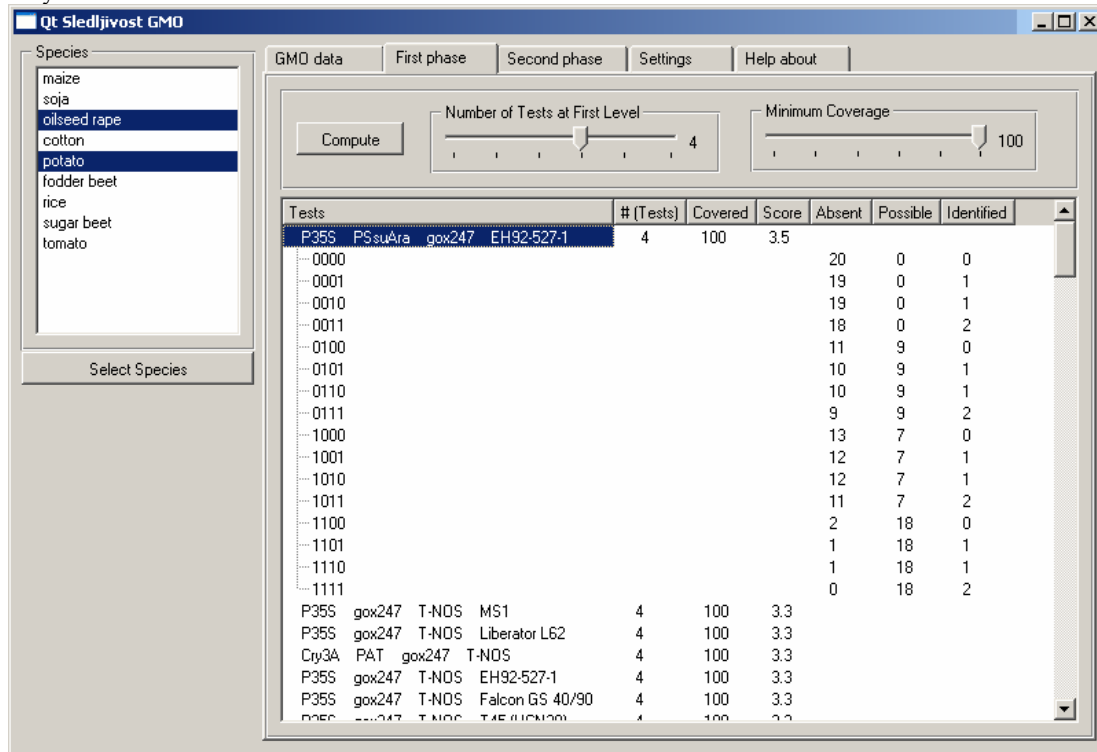 Qt Sledljivost GMO
Species
maize
soja
oilseed rape
cotton
potato
fodder beet
rice
sugar beet
tomato
Select Species
GMO data First phase Second phase Settings Help about
Compute
Number of Tests at First Level
4
Minimum Coverage
100
Tests # (Tests) Covered Score Absent Possible Identified
P35S PSsuAra gox247 EH92-527-1 4 100 3.5
0000 20 0 0
0001 19 0 1
0010 19 0 1
0011 18 0 2
0100 11 9 0
0101 10 9 1
0110 10 9 1
0111 9 9 2
1000 13 7 0
1001 12 7 1
1010 12 7 1
1011 11 7 2
1100 2 18 0
1101 1 18 1
1110 1 18 1
1111 0 18 2
P35S gox247 T-NOS MS1 4 100 3.3
P35S gox247 T-NOS Liberator L62 4 100 3.3
Cry3A PAT gox247 T-NOS 4 100 3.3
P35S gox247 T-NOS EH92-527-1 4 100 3.3
P35S gox247 T-NOS Falcon GS 40/90 4 100 3.3